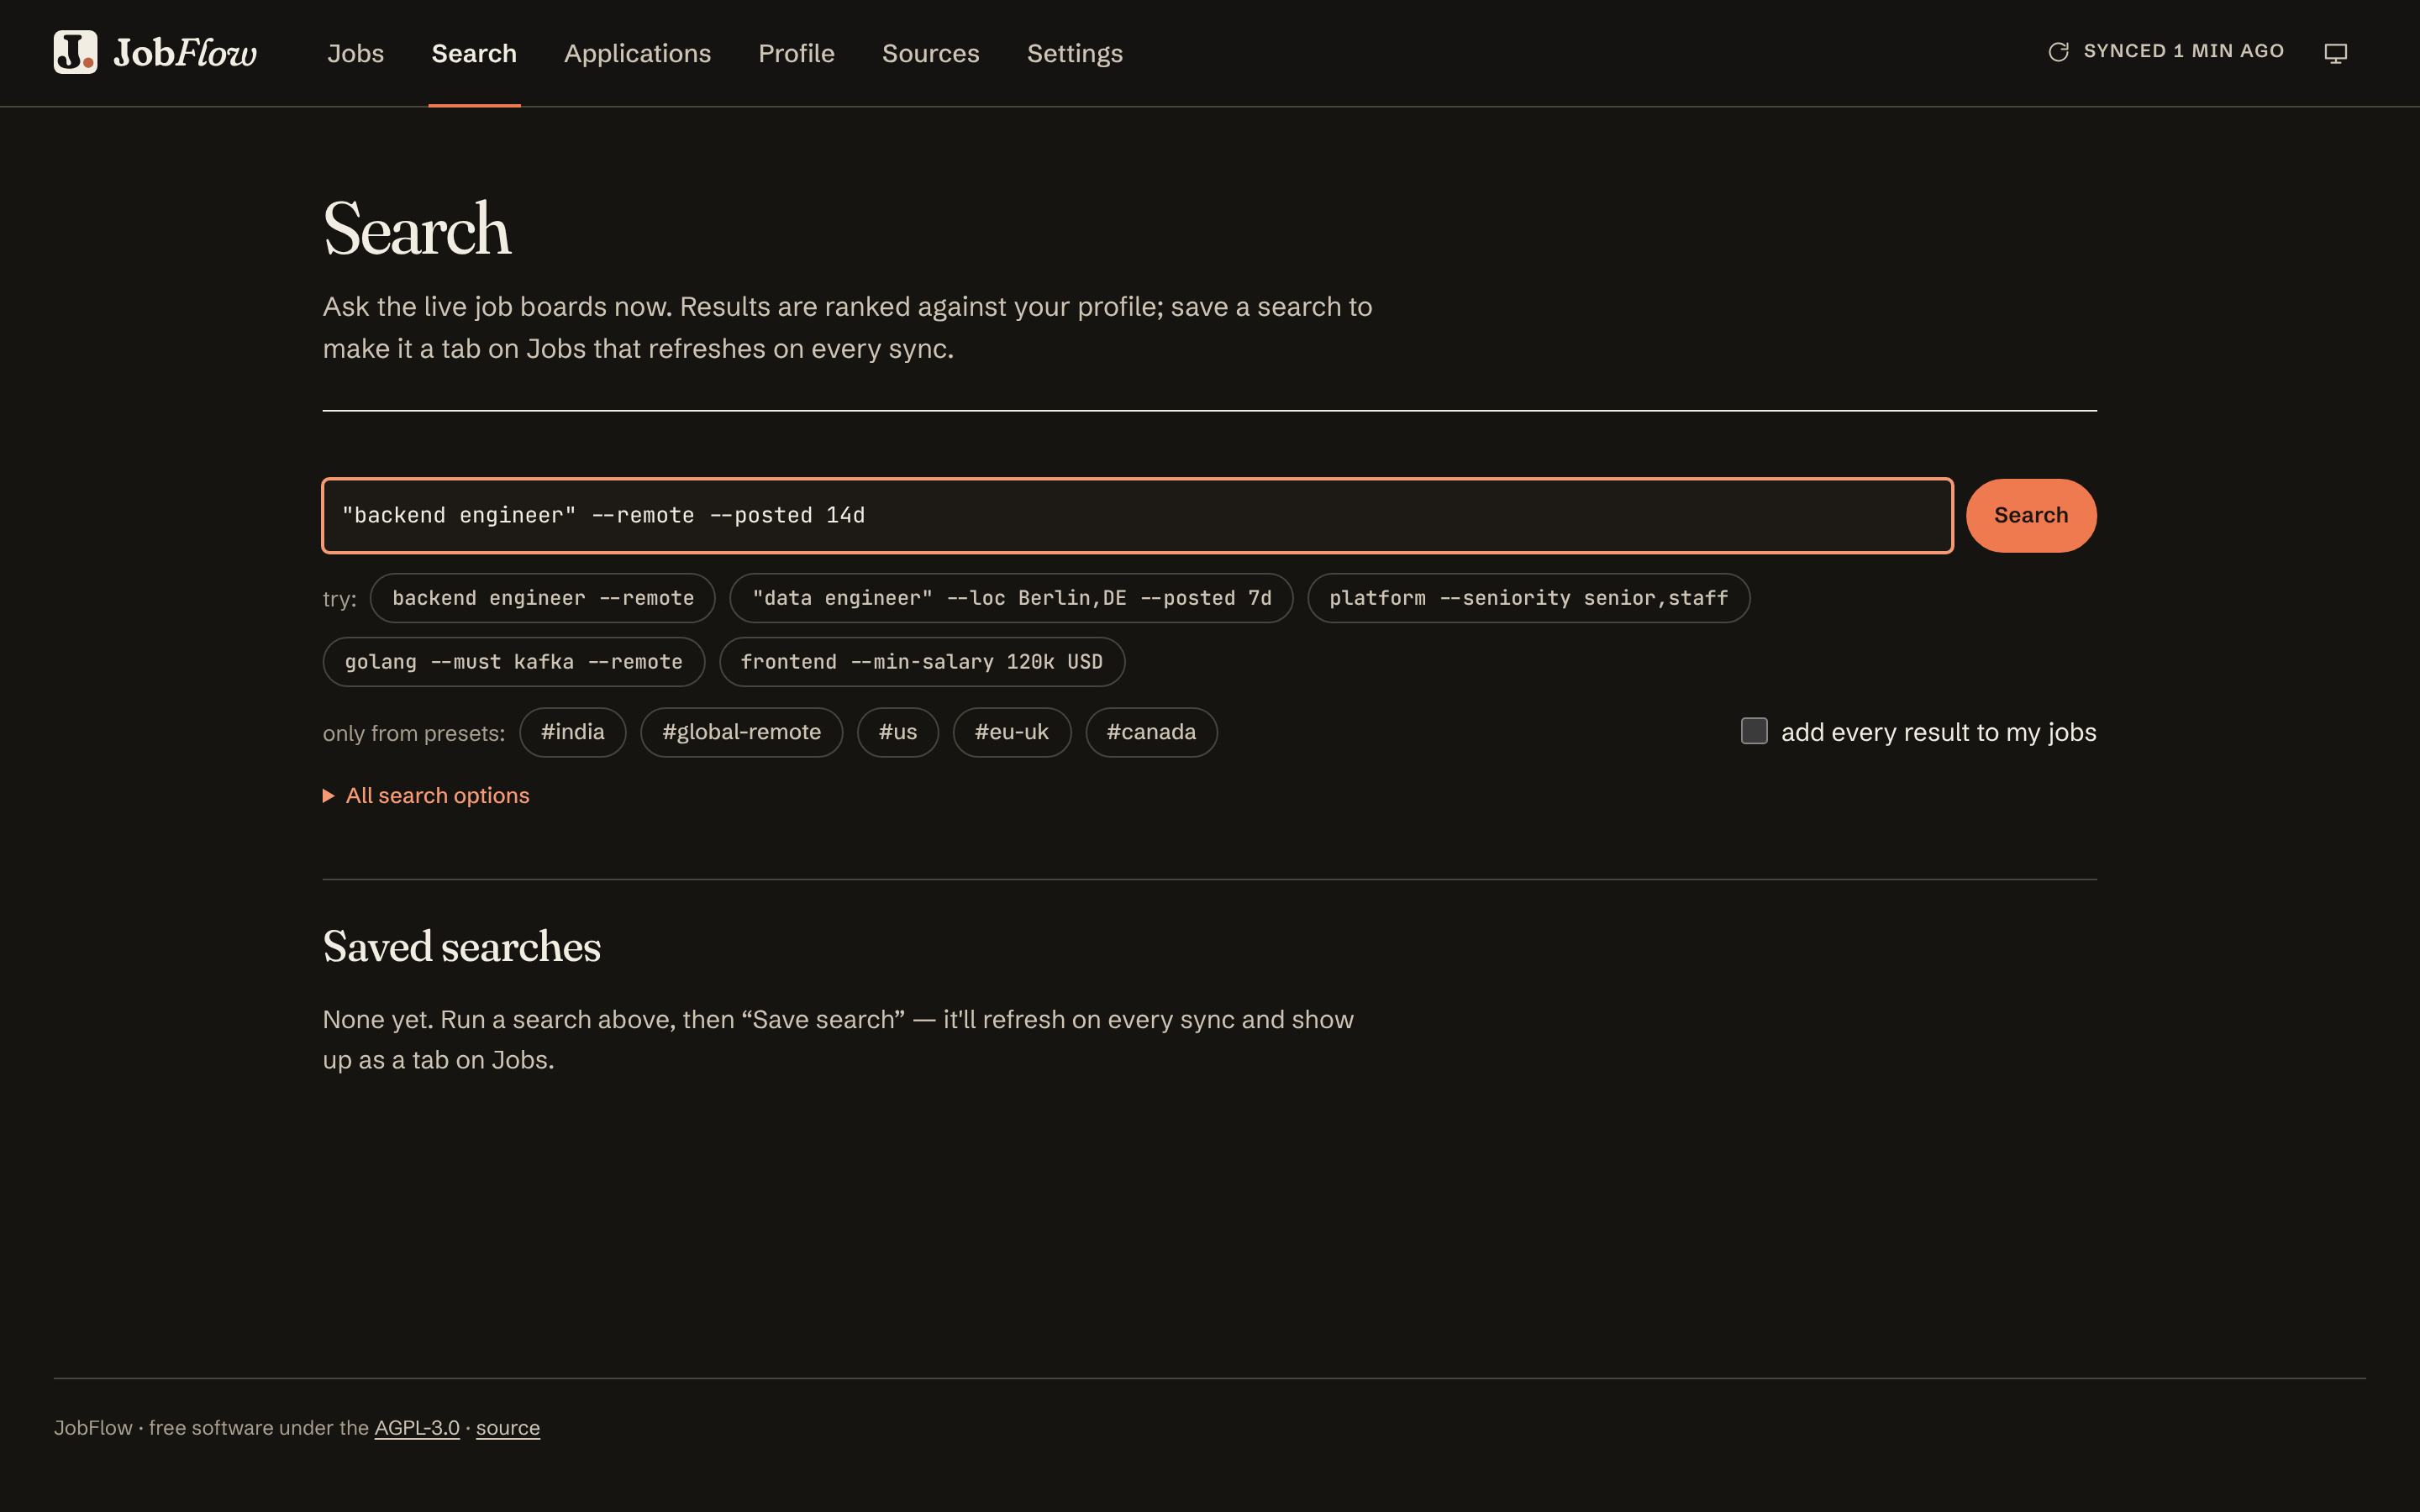 J. JobFlow Jobs Search Applications Profile Sources Settings SYNCED 1 MIN AGO
Search
Ask the live job boards now. Results are ranked against your profile; save a search to
make it a tab on Jobs that refreshes on every sync.
"backend engineer" --remote --posted 14d Search
try: backend engineer --remote "data engineer" --loc Berlin,DE --posted 7d platform --seniority senior,staff
golang --must kafka --remote frontend --min-salary 120k USD
only from presets: #india #global-remote #us #eu-uk #canada add every result to my jobs
All search options
Saved searches
None yet. Run a search above, then “Save search” — it'll refresh on every sync and show
up as a tab on Jobs.
JobFlow · free software under the AGPL-3.0 · source